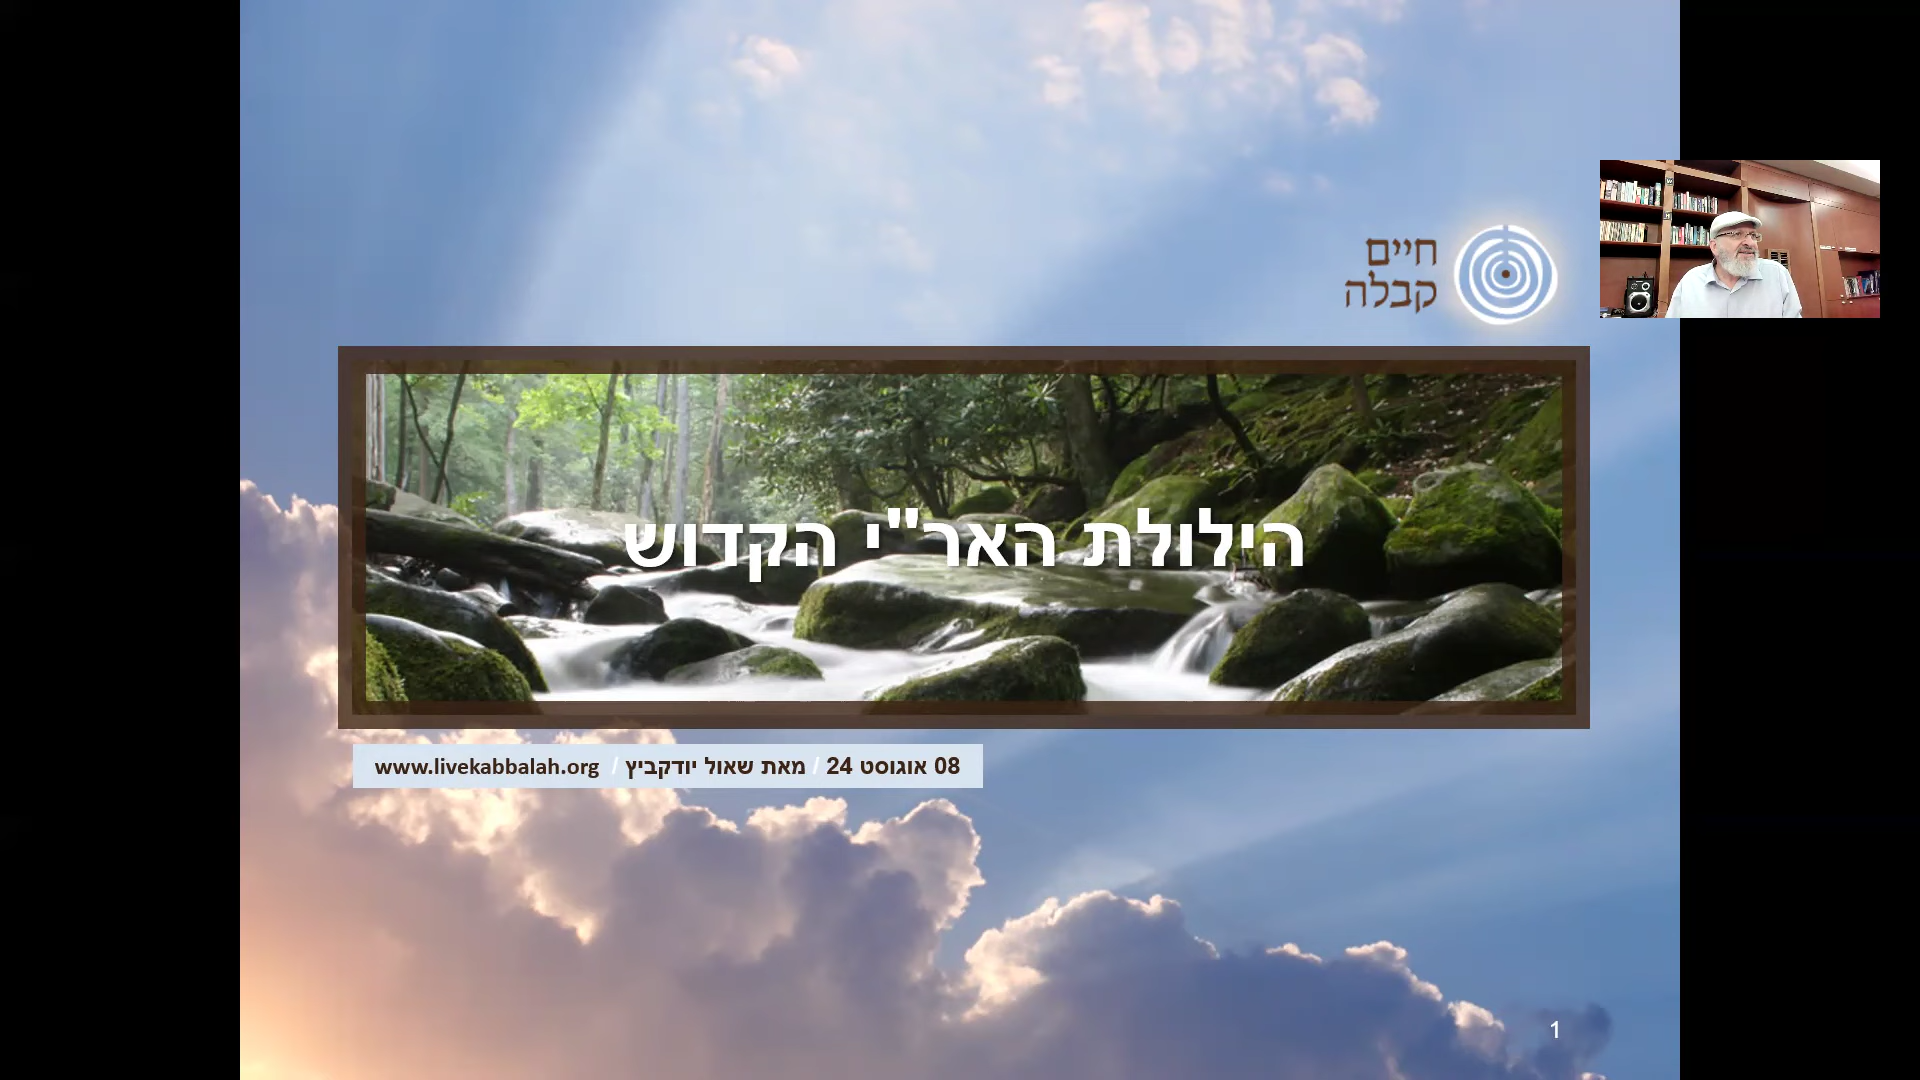 חיים
קבלה
הילולת האר"י הקדוש
08 אוגוסט 24 / מאת שאול יודקביץ / www.livekabbalah.org
1